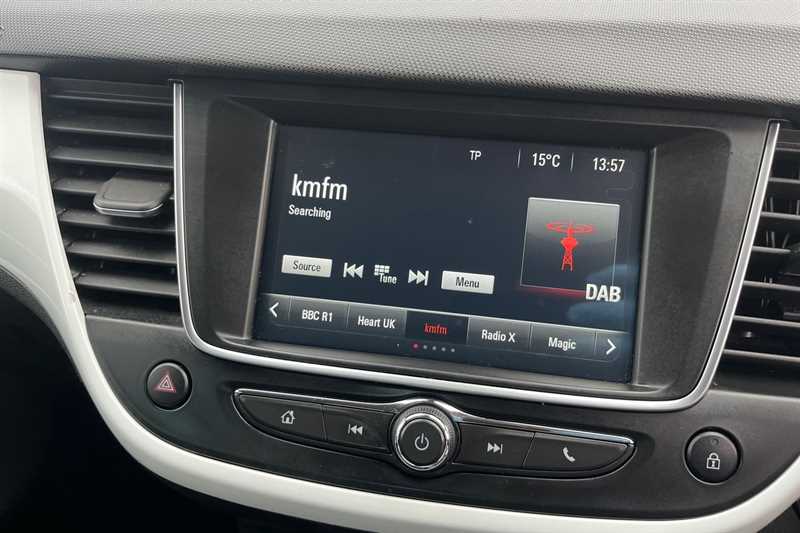 TP 15°C 13:57
kmfm
Searching
Source Tune Menu
DAB
BBC R1 Heart UK kmfm Radio X Magic